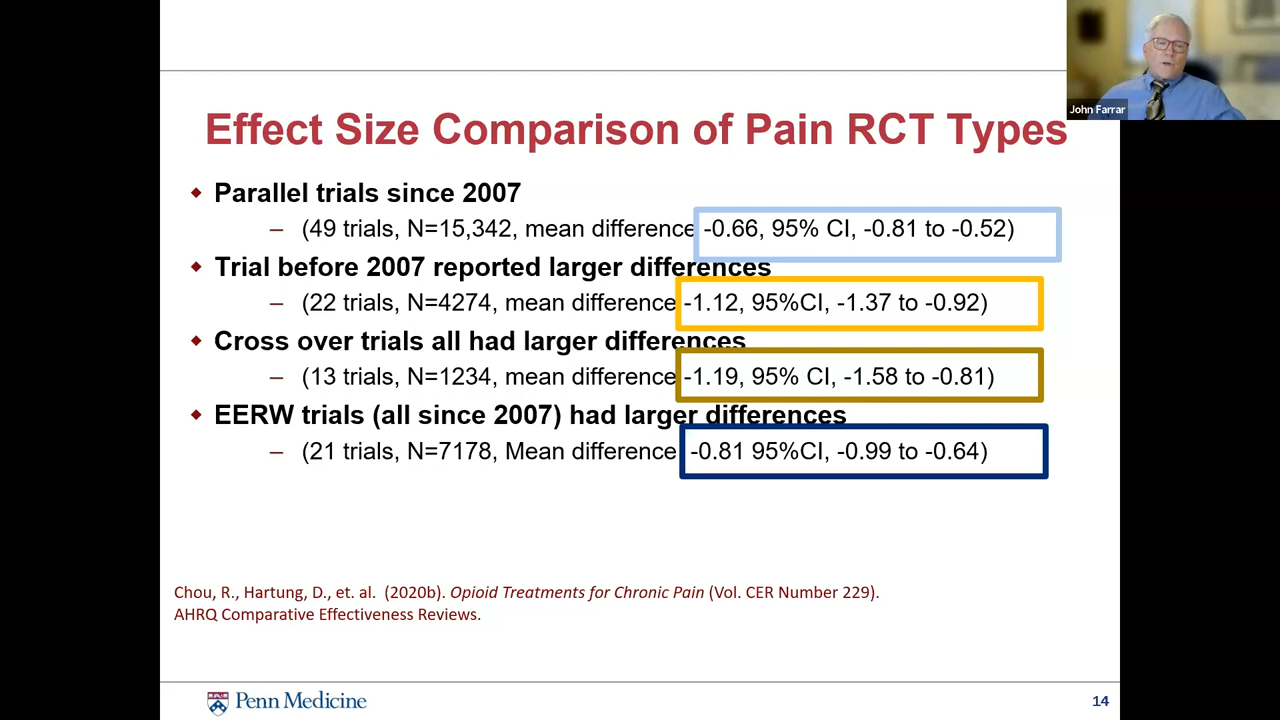 John Farrar
Effect Size Comparison of Pain RCT Types
Parallel trials since 2007
– (49 trials, N=15,342, mean difference -0.66, 95% CI, -0.81 to -0.52)
Trial before 2007 reported larger differences
– (22 trials, N=4274, mean difference -1.12, 95%CI, -1.37 to -0.92)
Cross over trials all had larger differences
– (13 trials, N=1234, mean difference -1.19, 95% CI, -1.58 to -0.81)
EERW trials (all since 2007) had larger differences
– (21 trials, N=7178, Mean difference -0.81 95%CI, -0.99 to -0.64)
Chou, R., Hartung, D., et. al. (2020b). Opioid Treatments for Chronic Pain (Vol. CER Number 229).
AHRQ Comparative Effectiveness Reviews.
Penn Medicine
14